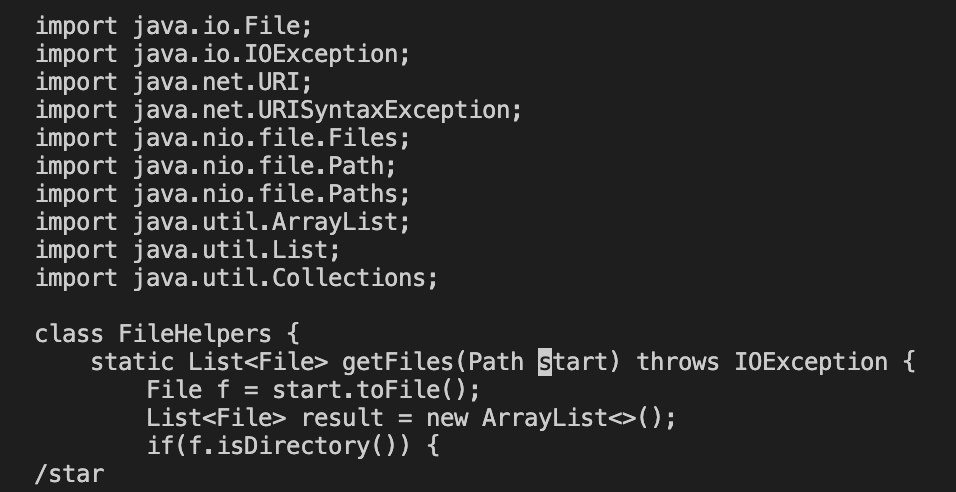 import java.io.File;
import java.io.IOException;
import java.net.URI;
import java.net.URISyntaxException;
import java.nio.file.Files;
import java.nio.file.Path;
import java.nio.file.Paths;
import java.util.ArrayList;
import java.util.List;
import java.util.Collections;

class FileHelpers {
    static List<File> getFiles(Path start) throws IOException {
        File f = start.toFile();
        List<File> result = new ArrayList<>();
        if(f.isDirectory()) {
/star